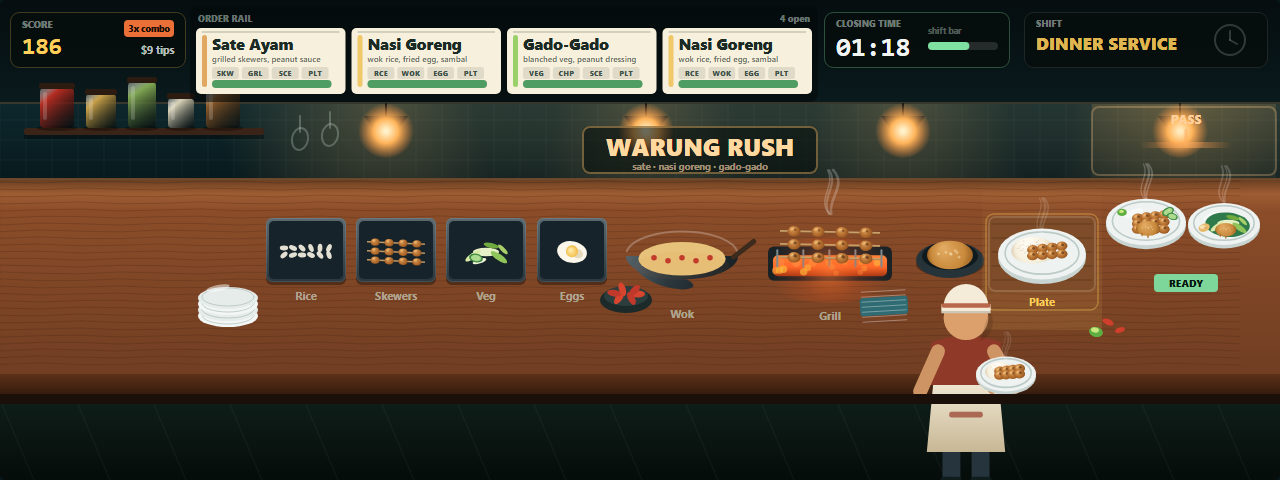 SCORE
186
3x combo
$9 tips
ORDER RAIL
4 open
Sate Ayam
grilled skewers, peanut sauce
SKW GRL SCE PLT
Nasi Goreng
wok rice, fried egg, sambal
RCE WOK EGG PLT
Gado-Gado
blanched veg, peanut dressing
VEG CHP SCE PLT
Nasi Goreng
wok rice, fried egg, sambal
RCE WOK EGG PLT
CLOSING TIME
01:18
shift bar
SHIFT
DINNER SERVICE
PASS
WARUNG RUSH
sate · nasi goreng · gado-gado
Rice
Skewers
Veg
Eggs
Wok
Grill
Plate
READY